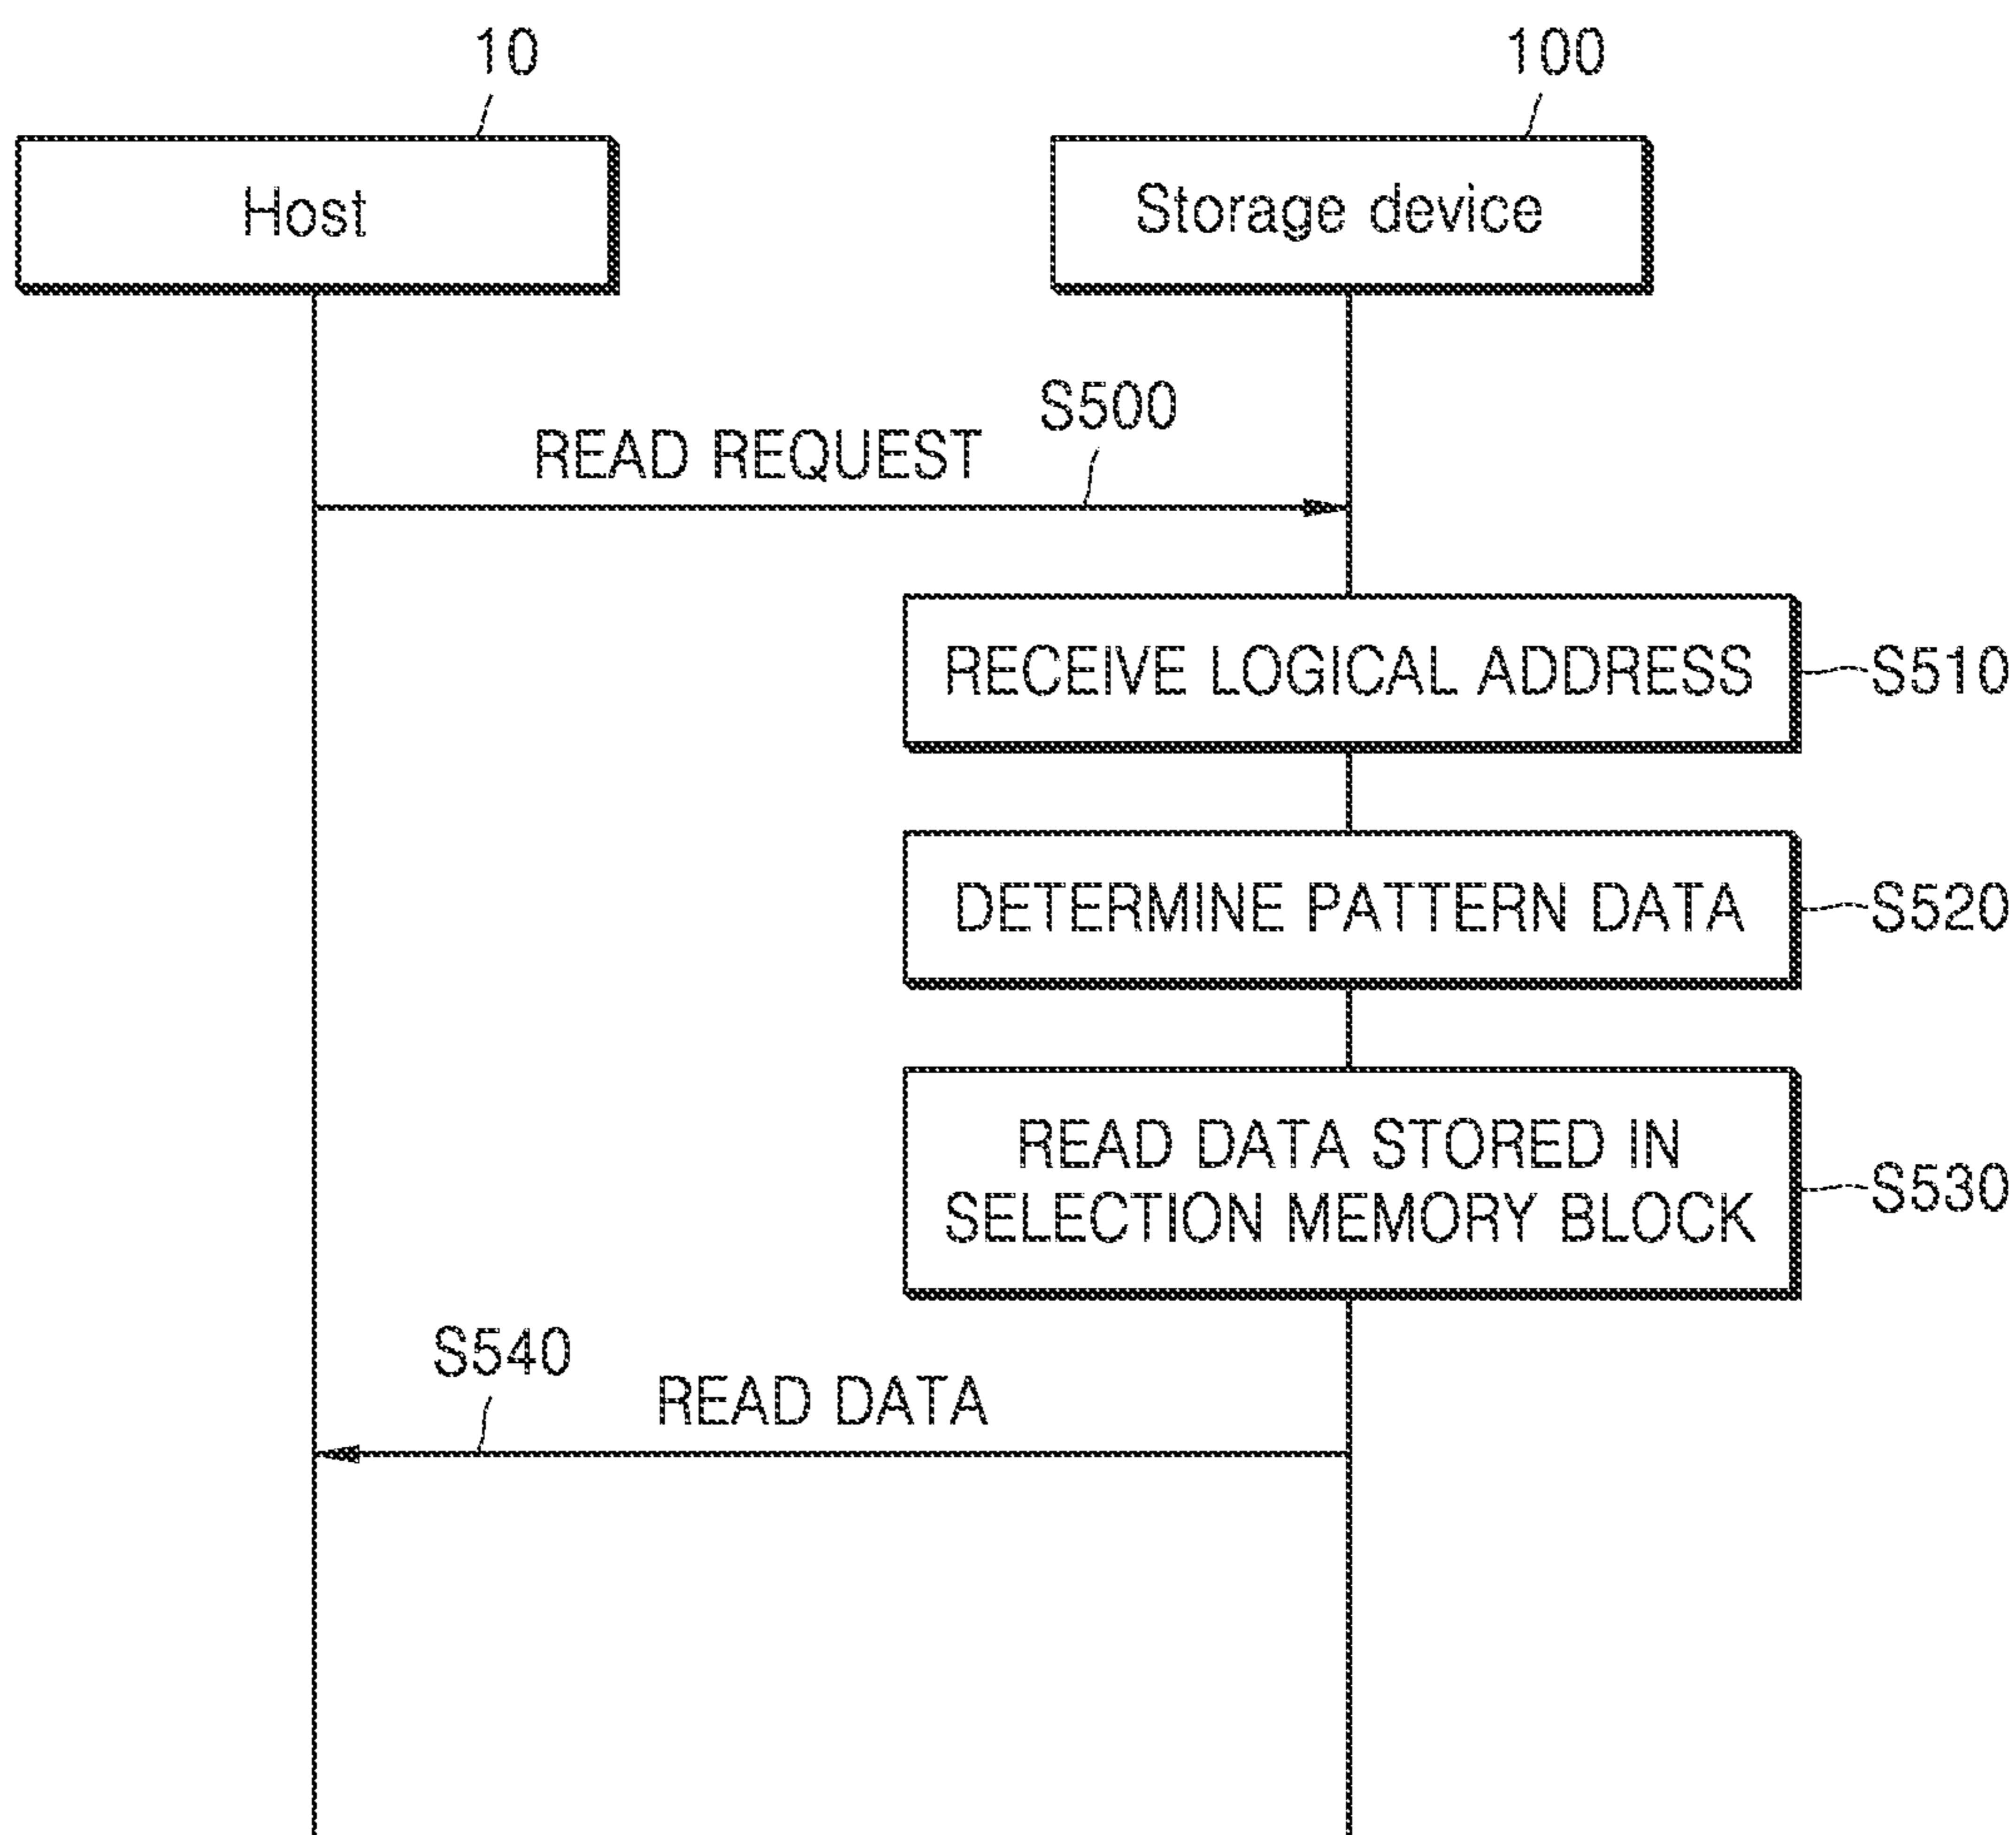 10
100
Host
Storage device
S500
READ REQUEST
RECEIVE LOGICAL ADDRESS
S510
DETERMINE PATTERN DATA
S520
READ DATA STORED IN
SELECTION MEMORY BLOCK
S530
S540
READ DATA